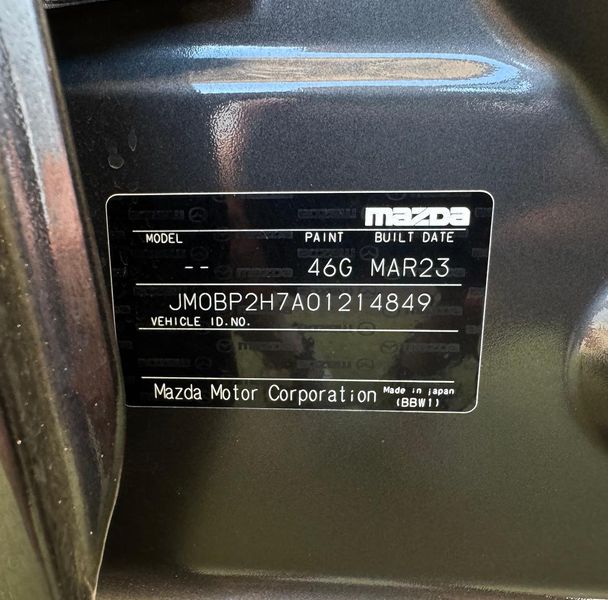 mazda
MODEL PAINT BUILT DATE
-- 46G MAR23
JM0BP2H7A01214849
VEHICLE ID.NO.
Mazda Motor Corporation Made in japan
(BBW1)